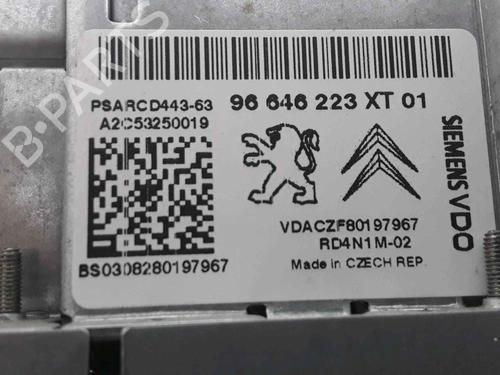 B-PARTS
PSARCD443-63
96 646 223 XT 01
A2C53250019
SIEMENS VDO
VDACZF80197967
RD4N1M-02
BS0308280197967
Made in CZECH REP.